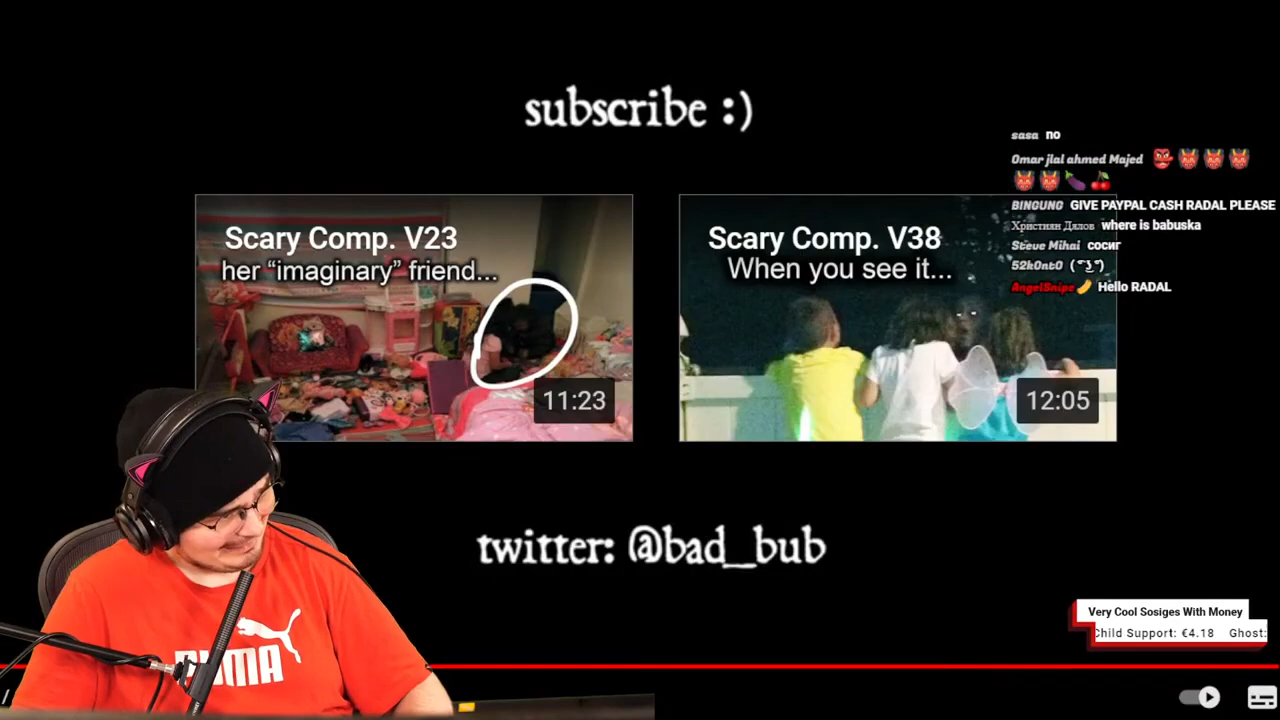 subscribe :)
sasa no
Omar jlal ahmed Majed 👺👹👹👹
👹👹🍆🍒
BINGUNG GIVE PAYPAL CASH RADAL PLEASE
Християн Дялов where is babuska
Steve Mihai сосиг
52k0nt0 ( ͡° ͜ʖ ͡°)
AngelSnipe🍌 Hello RADAL
Scary Comp. V23
her “imaginary” friend...
11:23
Scary Comp. V38
When you see it...
12:05
twitter: @bad_bub
PUMA
Very Cool Sosiges With Money
Child Support: €4.18 Ghost: